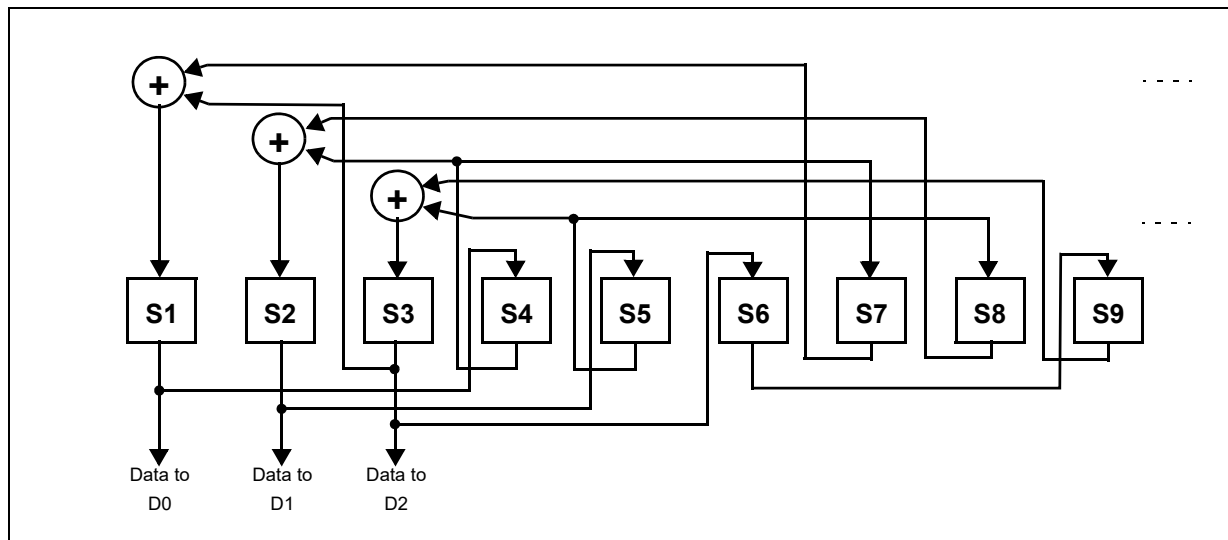 +
+
+
S1 S2 S3 S4 S5 S6 S7 S8 S9
Data to Data to Data to
D0 D1 D2